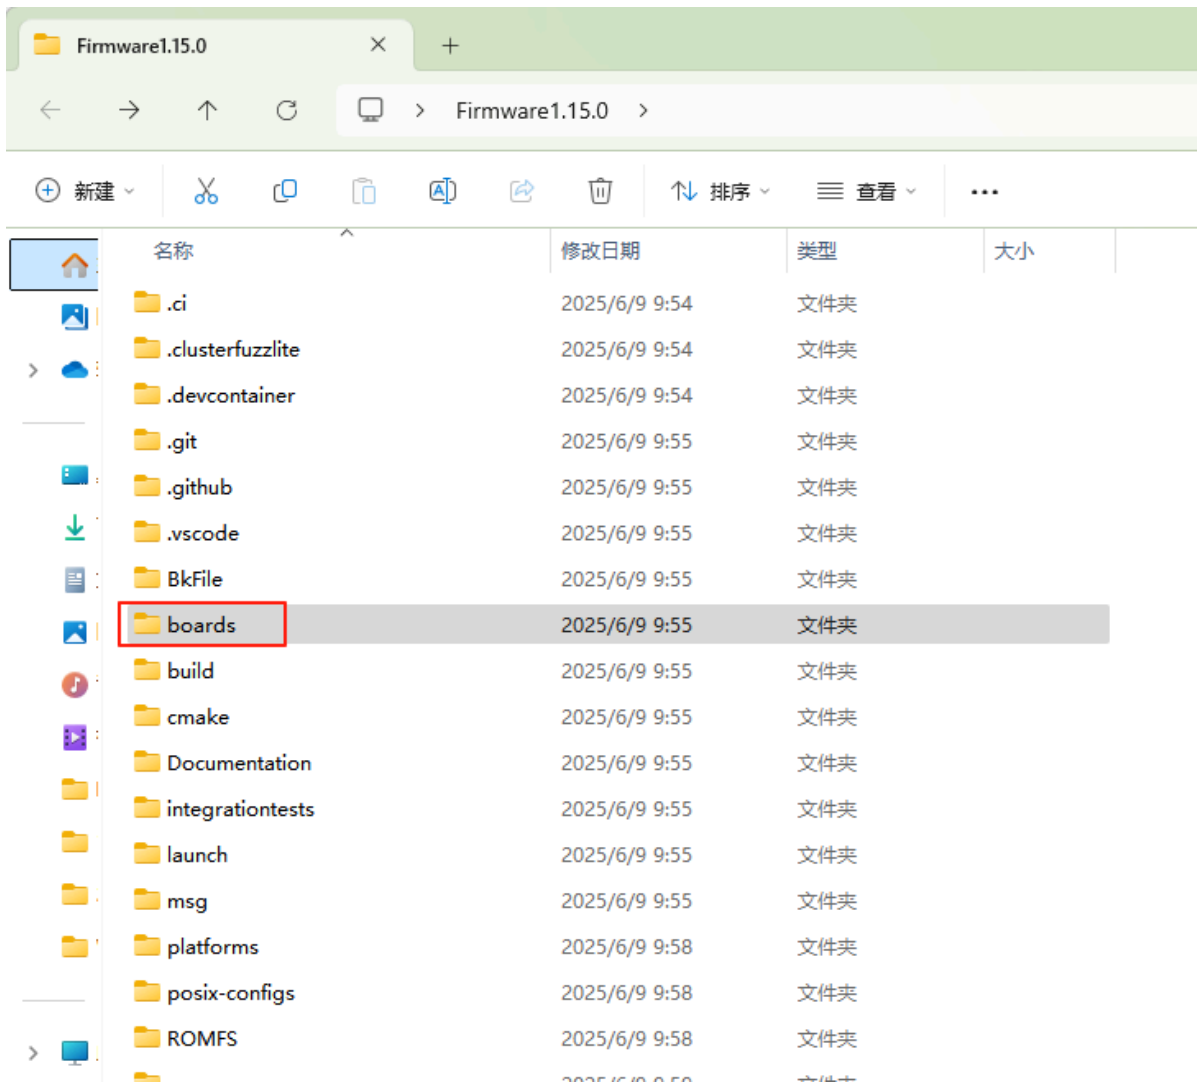 Firmware1.15.0
Firmware1.15.0
新建 排序 查看
名称 修改日期 类型 大小
.ci 2025/6/9 9:54 文件夹
.clusterfuzzlite 2025/6/9 9:54 文件夹
.devcontainer 2025/6/9 9:54 文件夹
.git 2025/6/9 9:55 文件夹
.github 2025/6/9 9:55 文件夹
.vscode 2025/6/9 9:55 文件夹
BkFile 2025/6/9 9:55 文件夹
boards 2025/6/9 9:55 文件夹
build 2025/6/9 9:55 文件夹
cmake 2025/6/9 9:55 文件夹
Documentation 2025/6/9 9:55 文件夹
integrationtests 2025/6/9 9:55 文件夹
launch 2025/6/9 9:55 文件夹
msg 2025/6/9 9:55 文件夹
platforms 2025/6/9 9:58 文件夹
posix-configs 2025/6/9 9:58 文件夹
ROMFS 2025/6/9 9:58 文件夹